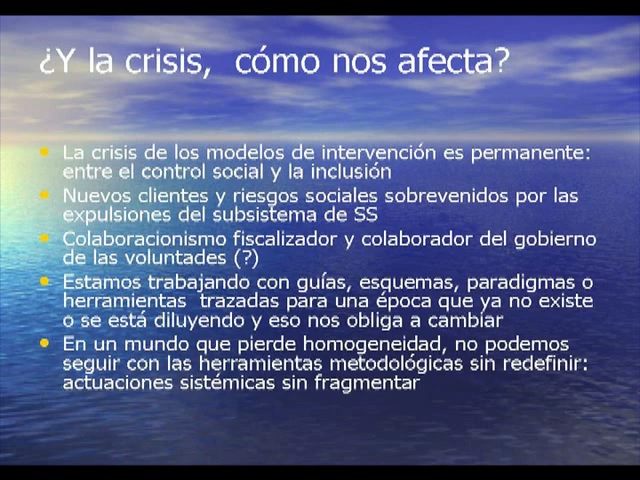 ¿Y la crisis,  cómo nos afecta?
La crisis de los modelos de intervención es permanente:
entre el control social y la inclusión
Nuevos clientes y riesgos sociales sobrevenidos por las
expulsiones del subsistema de SS
Colaboracionismo fiscalizador y colaborador del gobierno
de las voluntades (?)
Estamos trabajando con guías, esquemas, paradigmas o
herramientas  trazadas para una época que ya no existe
o se está diluyendo y eso nos obliga a cambiar
En un mundo que pierde homogeneidad, no podemos
seguir con las herramientas metodológicas sin redefinir:
actuaciones sistémicas sin fragmentar